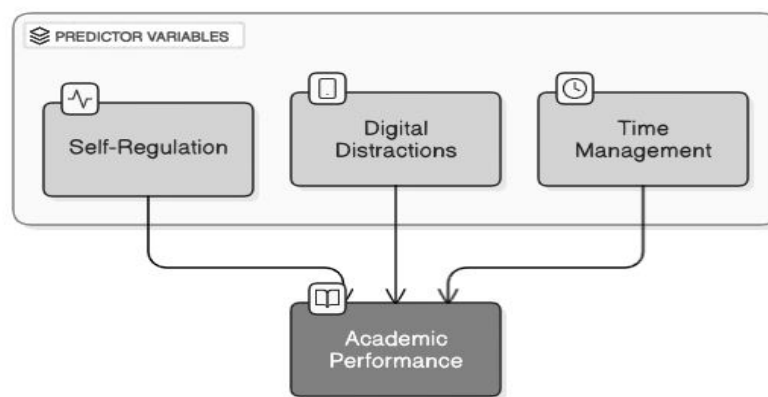 PREDICTOR VARIABLES
Self-Regulation
Digital
Distractions
Time
Management
Academic
Performance